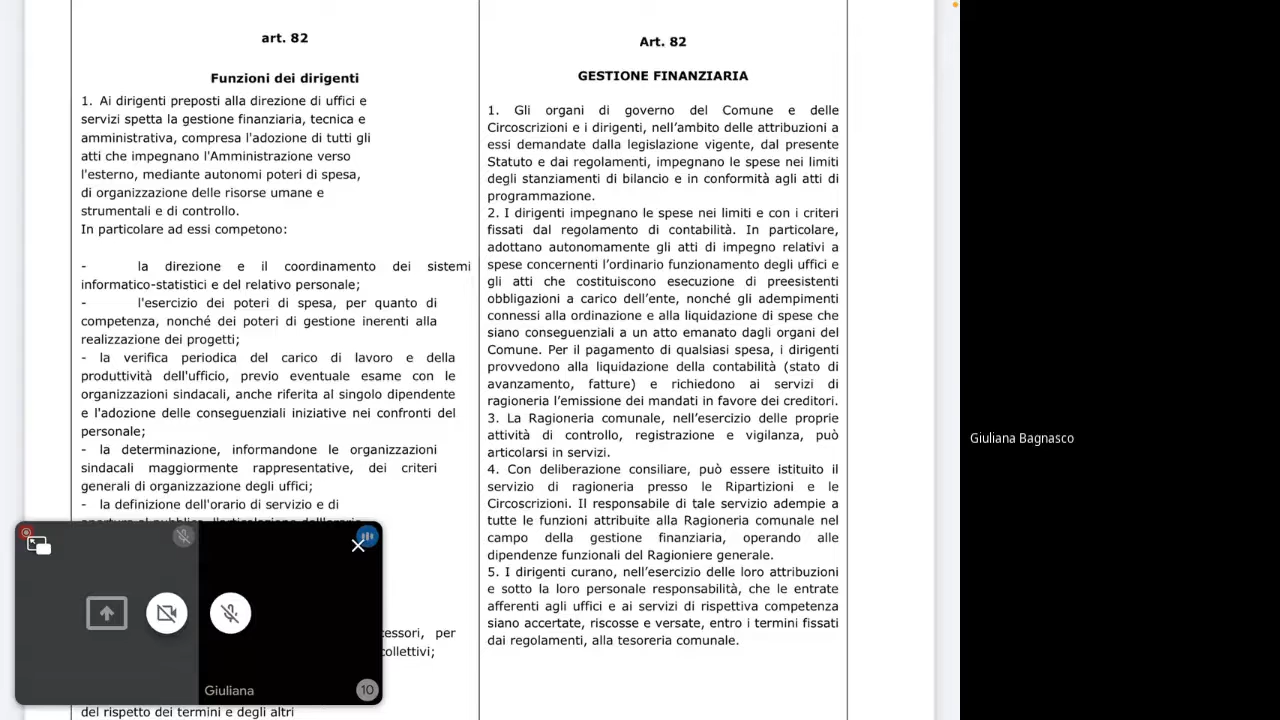 art. 82
Funzioni dei dirigenti
1. Ai dirigenti preposti alla direzione di uffici e
servizi spetta la gestione finanziaria, tecnica e
amministrativa, compresa l'adozione di tutti gli
atti che impegnano l'Amministrazione verso
l'esterno, mediante autonomi poteri di spesa,
di organizzazione delle risorse umane e
strumentali e di controllo.
In particolare ad essi competono:
- la direzione e il coordinamento dei sistemi
informatico-statistici e del relativo personale;
- l'esercizio dei poteri di spesa, per quanto di
competenza, nonché dei poteri di gestione inerenti alla
realizzazione dei progetti;
- la verifica periodica del carico di lavoro e della
produttività dell'ufficio, previo eventuale esame con le
organizzazioni sindacali, anche riferita al singolo dipendente
e l'adozione delle conseguenziali iniziative nei confronti del
personale;
- la determinazione, informandone le organizzazioni
sindacali maggiormente rappresentative, dei criteri
generali di organizzazione degli uffici;
- la definizione dell'orario di servizio e di
cessori, per
collettivi;
del rispetto dei termini e degli altri
Art. 82
GESTIONE FINANZIARIA
1. Gli organi di governo del Comune e delle
Circoscrizioni e i dirigenti, nell’ambito delle attribuzioni a
essi demandate dalla legislazione vigente, dal presente
Statuto e dai regolamenti, impegnano le spese nei limiti
degli stanziamenti di bilancio e in conformità agli atti di
programmazione.
2. I dirigenti impegnano le spese nei limiti e con i criteri
fissati dal regolamento di contabilità. In particolare,
adottano autonomamente gli atti di impegno relativi a
spese concernenti l’ordinario funzionamento degli uffici e
gli atti che costituiscono esecuzione di preesistenti
obbligazioni a carico dell’ente, nonché gli adempimenti
connessi alla ordinazione e alla liquidazione di spese che
siano conseguenziali a un atto emanato dagli organi del
Comune. Per il pagamento di qualsiasi spesa, i dirigenti
provvedono alla liquidazione della contabilità (stato di
avanzamento, fatture) e richiedono ai servizi di
ragioneria l’emissione dei mandati in favore dei creditori.
3. La Ragioneria comunale, nell’esercizio delle proprie
attività di controllo, registrazione e vigilanza, può
articolarsi in servizi.
4. Con deliberazione consiliare, può essere istituito il
servizio di ragioneria presso le Ripartizioni e le
Circoscrizioni. Il responsabile di tale servizio adempie a
tutte le funzioni attribuite alla Ragioneria comunale nel
campo della gestione finanziaria, operando alle
dipendenze funzionali del Ragioniere generale.
5. I dirigenti curano, nell’esercizio delle loro attribuzioni
e sotto la loro personale responsabilità, che le entrate
afferenti agli uffici e ai servizi di rispettiva competenza
siano accertate, riscosse e versate, entro i termini fissati
dai regolamenti, alla tesoreria comunale.
Giuliana Bagnasco
Giuliana
10